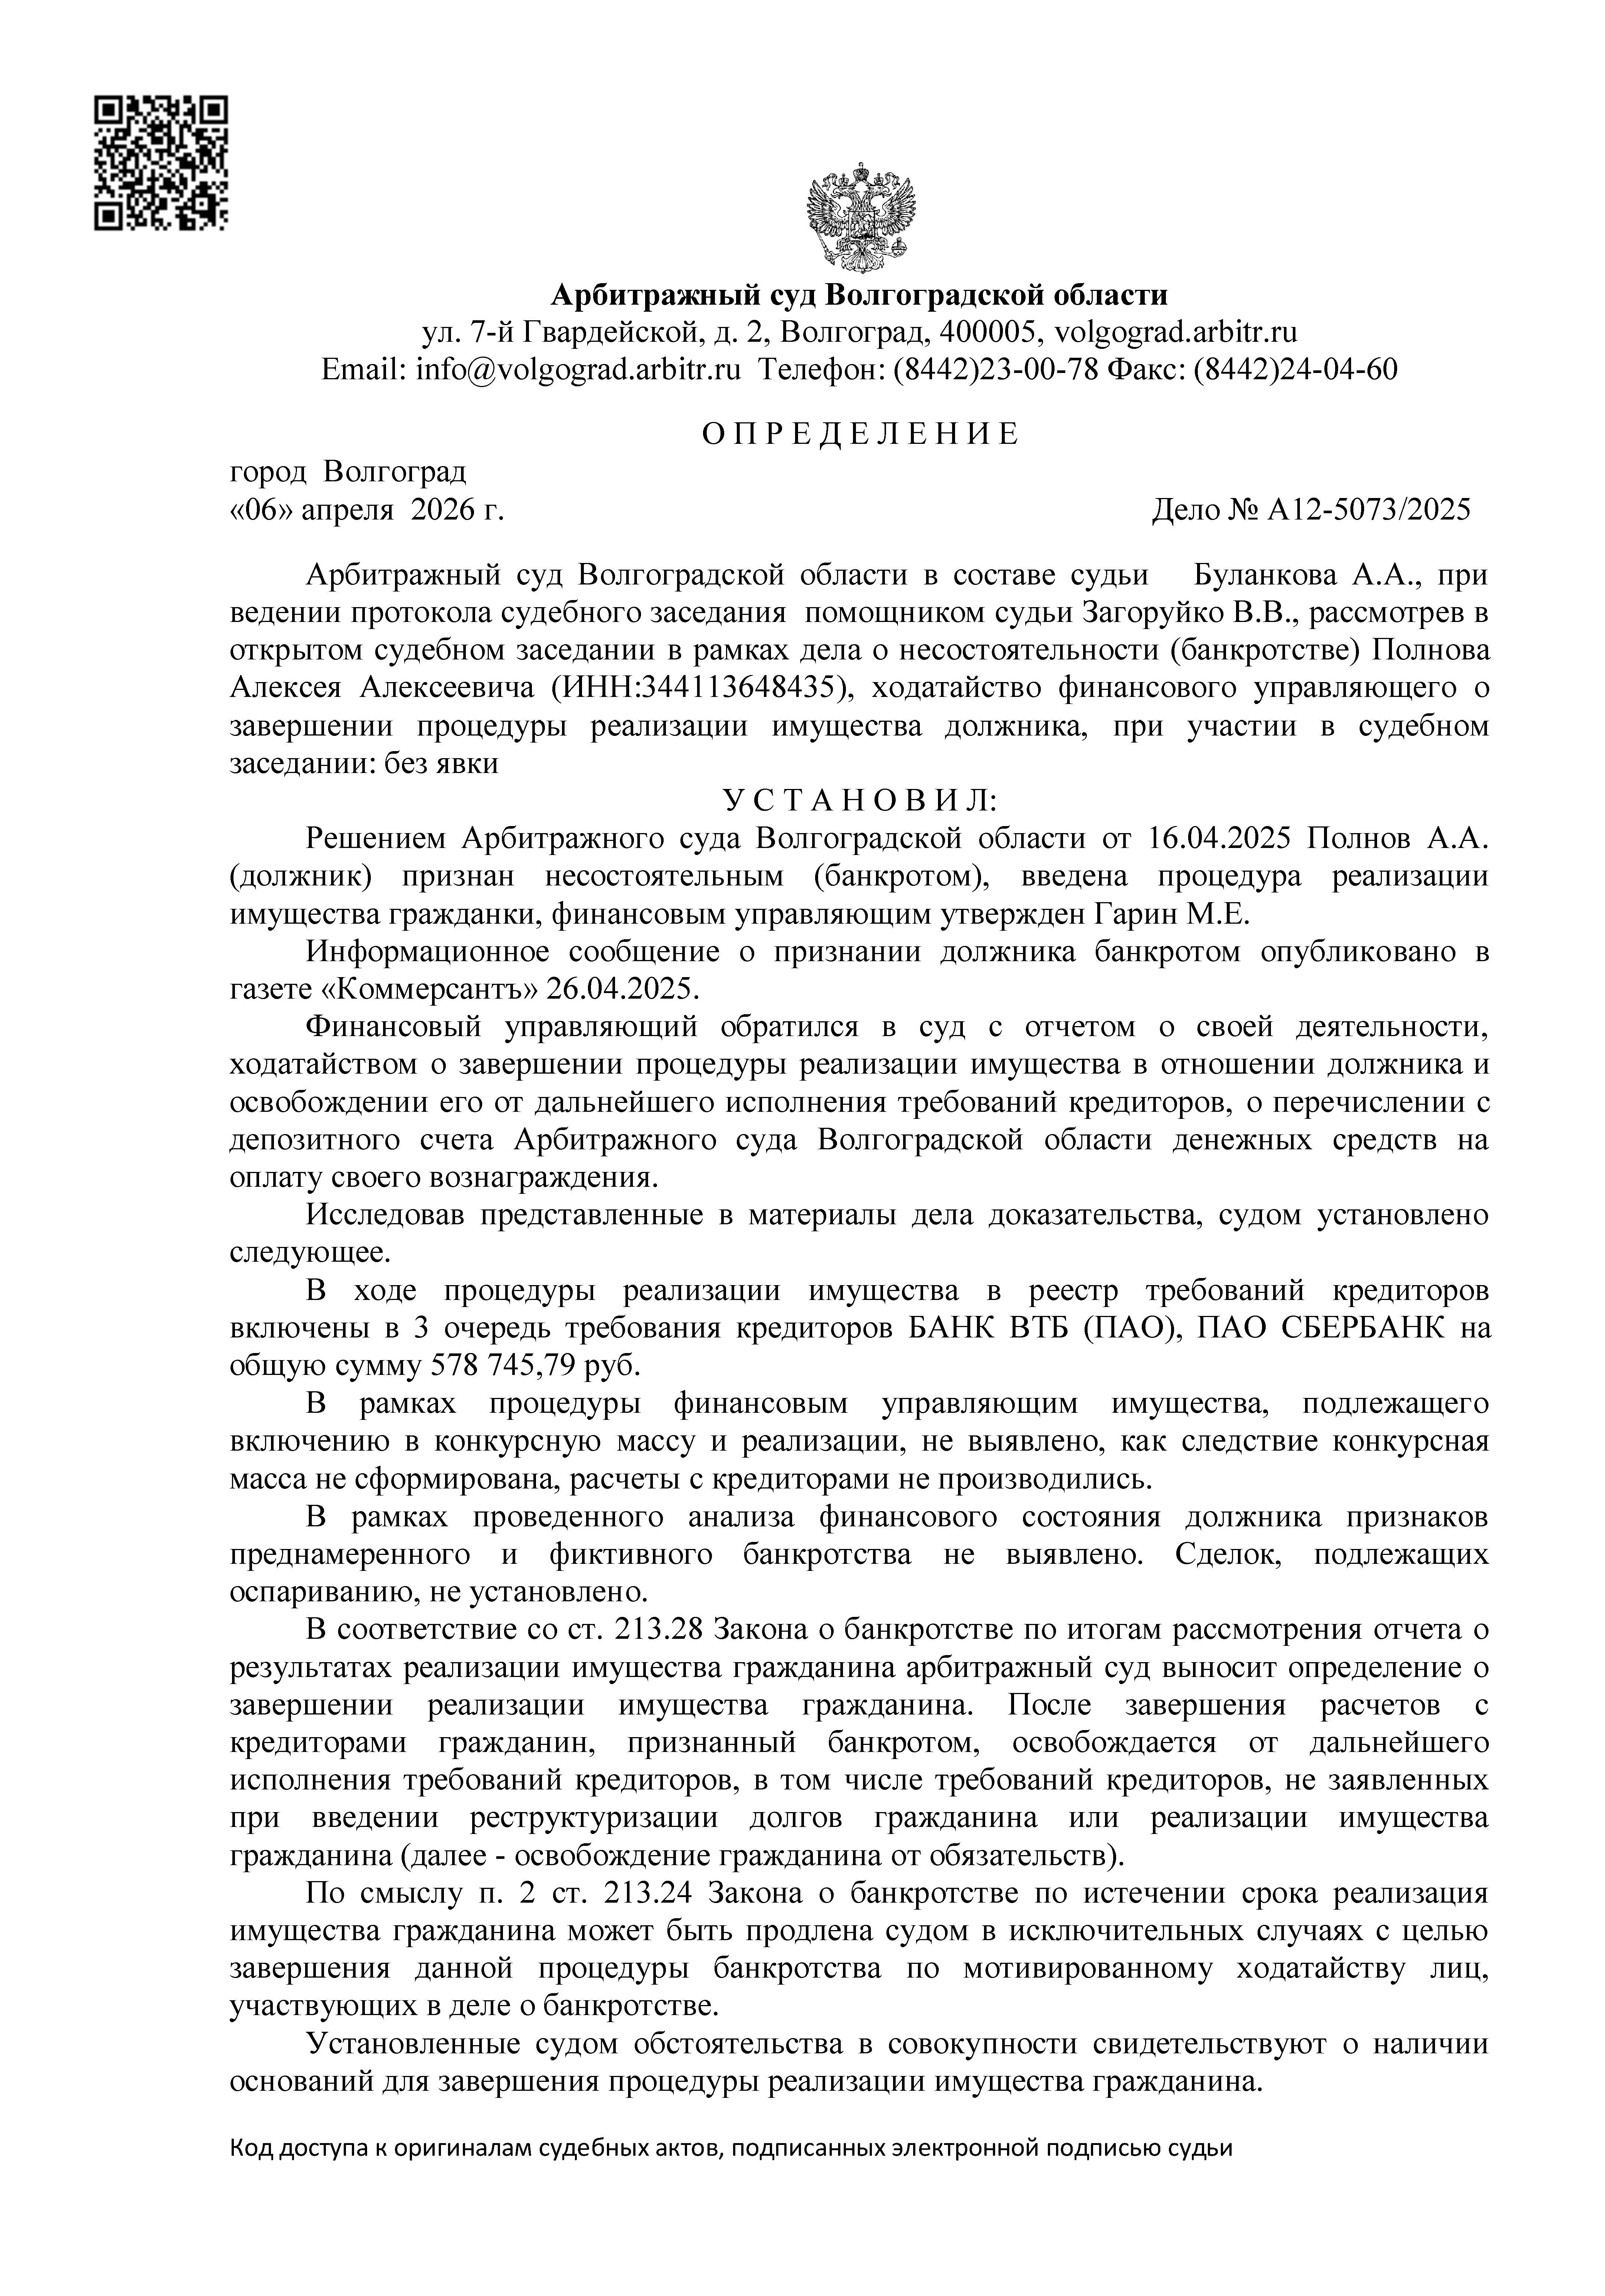 Арбитражный суд Волгоградской области
ул. 7-й Гвардейской, д. 2, Волгоград, 400005, volgograd.arbitr.ru
Email: info@volgograd.arbitr.ru Телефон: (8442)23-00-78 Факс: (8442)24-04-60
О П Р Е Д Е Л Е Н И Е
город Волгоград
«06» апреля 2026 г. Дело № А12-5073/2025
Арбитражный суд Волгоградской области в составе судьи Буланкова А.А., при
ведении протокола судебного заседания помощником судьи Загоруйко В.В., рассмотрев в
открытом судебном заседании в рамках дела о несостоятельности (банкротстве) Полнова
Алексея Алексеевича (ИНН:344113648435), ходатайство финансового управляющего о
завершении процедуры реализации имущества должника, при участии в судебном
заседании: без явки
У С Т А Н О В И Л:
Решением Арбитражного суда Волгоградской области от 16.04.2025 Полнов А.А.
(должник) признан несостоятельным (банкротом), введена процедура реализации
имущества гражданки, финансовым управляющим утвержден Гарин М.Е.
Информационное сообщение о признании должника банкротом опубликовано в
газете «Коммерсантъ» 26.04.2025.
Финансовый управляющий обратился в суд с отчетом о своей деятельности,
ходатайством о завершении процедуры реализации имущества в отношении должника и
освобождении его от дальнейшего исполнения требований кредиторов, о перечислении с
депозитного счета Арбитражного суда Волгоградской области денежных средств на
оплату своего вознаграждения.
Исследовав представленные в материалы дела доказательства, судом установлено
следующее.
В ходе процедуры реализации имущества в реестр требований кредиторов
включены в 3 очередь требования кредиторов БАНК ВТБ (ПАО), ПАО СБЕРБАНК на
общую сумму 578 745,79 руб.
В рамках процедуры финансовым управляющим имущества, подлежащего
включению в конкурсную массу и реализации, не выявлено, как следствие конкурсная
масса не сформирована, расчеты с кредиторами не производились.
В рамках проведенного анализа финансового состояния должника признаков
преднамеренного и фиктивного банкротства не выявлено. Сделок, подлежащих
оспариванию, не установлено.
В соответствие со ст. 213.28 Закона о банкротстве по итогам рассмотрения отчета о
результатах реализации имущества гражданина арбитражный суд выносит определение о
завершении реализации имущества гражданина. После завершения расчетов с
кредиторами гражданин, признанный банкротом, освобождается от дальнейшего
исполнения требований кредиторов, в том числе требований кредиторов, не заявленных
при введении реструктуризации долгов гражданина или реализации имущества
гражданина (далее - освобождение гражданина от обязательств).
По смыслу п. 2 ст. 213.24 Закона о банкротстве по истечении срока реализация
имущества гражданина может быть продлена судом в исключительных случаях с целью
завершения данной процедуры банкротства по мотивированному ходатайству лиц,
участвующих в деле о банкротстве.
Установленные судом обстоятельства в совокупности свидетельствуют о наличии
оснований для завершения процедуры реализации имущества гражданина.
Код доступа к оригиналам судебных актов, подписанных электронной подписью судьи